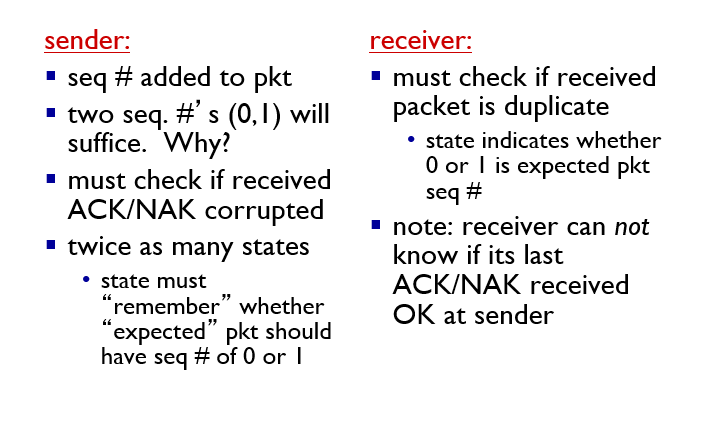 sender:
▪ seq # added to pkt
▪ two seq. #’s (0,1) will
suffice. Why?
▪ must check if received
ACK/NAK corrupted
▪ twice as many states
• state must
“remember” whether
“expected” pkt should
have seq # of 0 or 1
receiver:
▪ must check if received
packet is duplicate
• state indicates whether
0 or 1 is expected pkt
seq #
▪ note: receiver can not
know if its last
ACK/NAK received
OK at sender